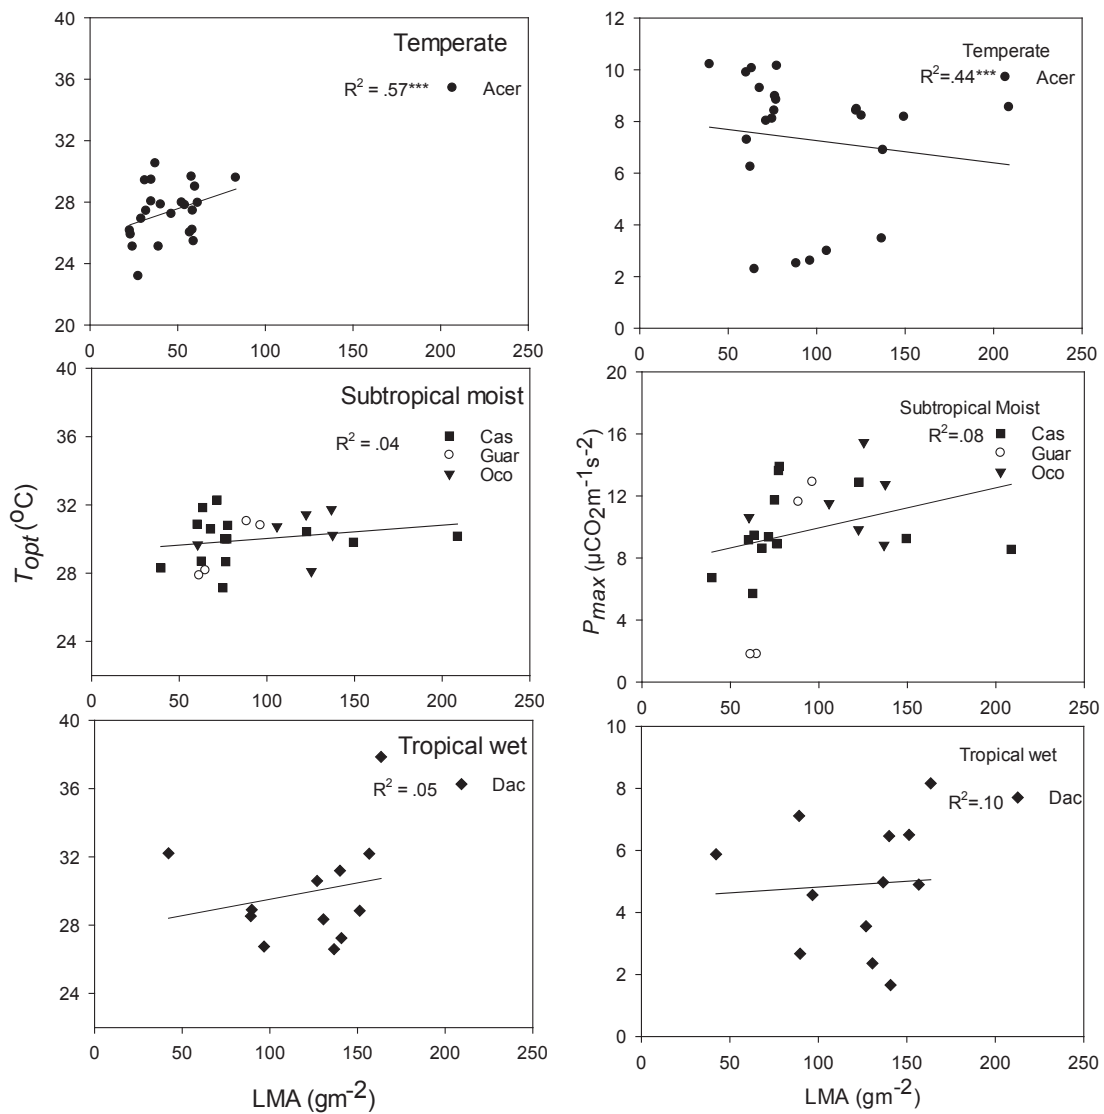 40
36
32
28
24
20
Temperate
R² = .57*** Acer
0 50 100 150 200 250
12
10
8
6
4
2
0
Temperate
R²=.44*** Acer
0 50 100 150 200 250
40
36
32
28
24
Subtropical moist
R² = .04
Cas
Guar
Oco
0 50 100 150 200 250
T_opt (°C)
20
16
12
8
4
0
Subtropical Moist
R²=.08 Cas
Guar
Oco
0 50 100 150 200 250
P_max (µCO₂m⁻¹s⁻²)
40
36
32
28
24
Tropical wet
R² = .05 Dac
0 50 100 150 200 250
LMA (gm⁻²)
10
8
6
4
2
0
Tropical wet
R²=.10 Dac
0 50 100 150 200 250
LMA (gm⁻²)